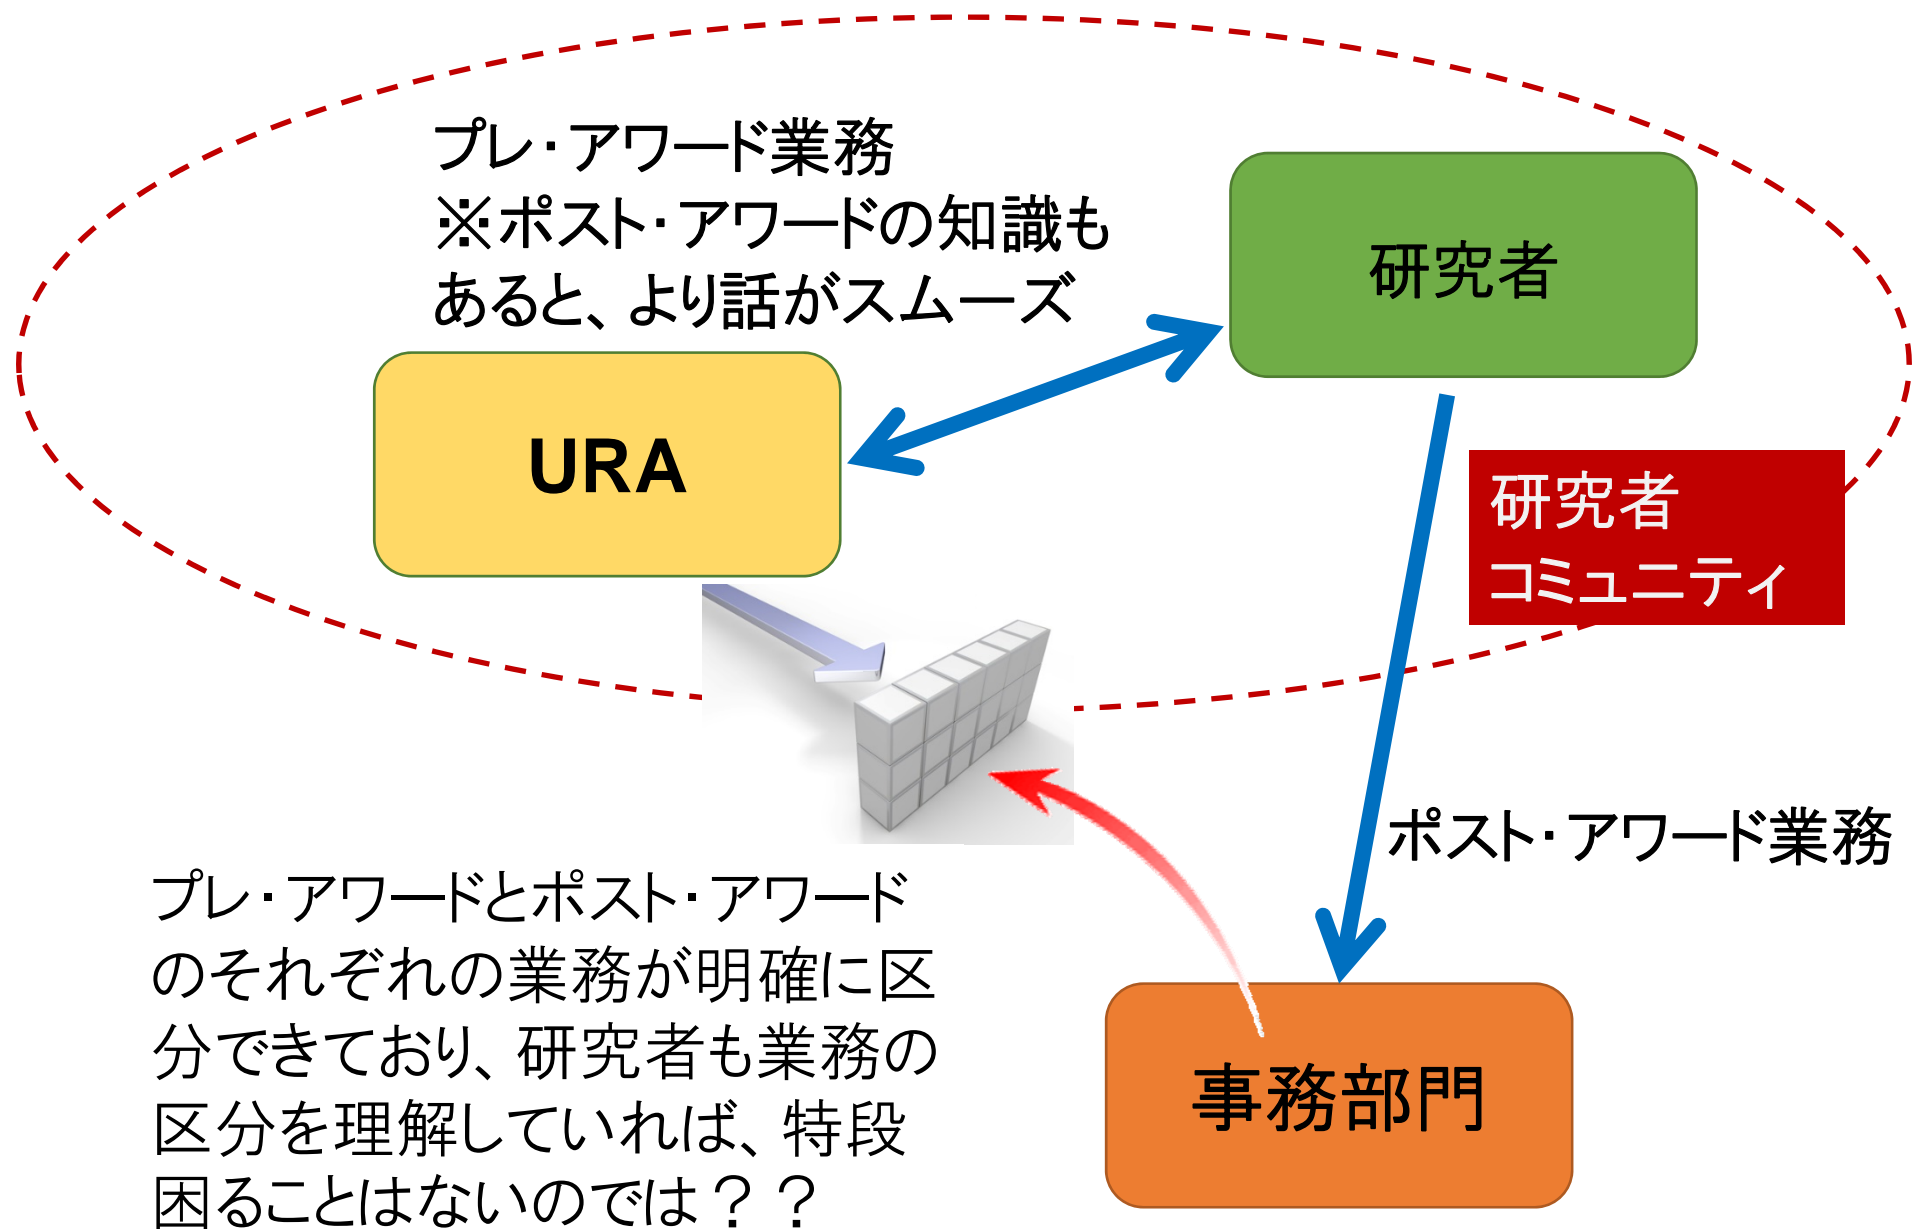 プレ・アワード業務
※ポスト・アワードの知識も
あると、より話がスムーズ
研究者
URA
研究者
コミュニティ
ポスト・アワード業務
プレ・アワードとポスト・アワード
のそれぞれの業務が明確に区
分できており、研究者も業務の
区分を理解していれば、特段
困ることはないのでは？？
事務部門